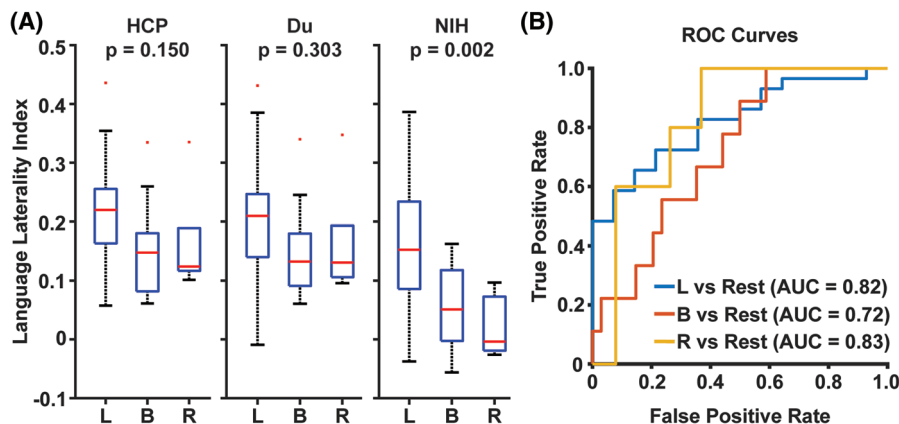 (A)
HCP
p = 0.150
Du
p = 0.303
NIH
p = 0.002
Language Laterality Index
0.5
0.4
0.3
0.2
0.1
0
-0.1
L B R
L B R
L B R
(B)
ROC Curves
True Positive Rate
1.0
0.8
0.6
0.4
0.2
0
L vs Rest (AUC = 0.82)
B vs Rest (AUC = 0.72)
R vs Rest (AUC = 0.83)
0 0.2 0.4 0.6 0.8 1.0
False Positive Rate